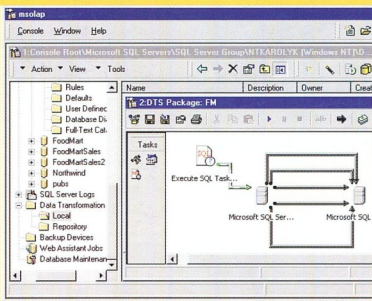 msolap
Console Window Help
1:Console Root\Microsoft SQL Servers\SQL Server Group\NTKAROLYK (Windows NT)\D
Action View Tools
Rules
Defaults
User Defined
Database Di
Full-Text Cat
FoodMart
FoodMartSales
FoodMartSales2
Northwind
pubs
SQL Server Logs
Data Transformation
Local
Repository
Backup Devices
Web Assistant Jobs
Database Maintenan
Name Description Owner Creat
2:DTS Package: FM
Tasks
Execute SQL Task...
Microsoft SQL Ser...
Microsoft SQL